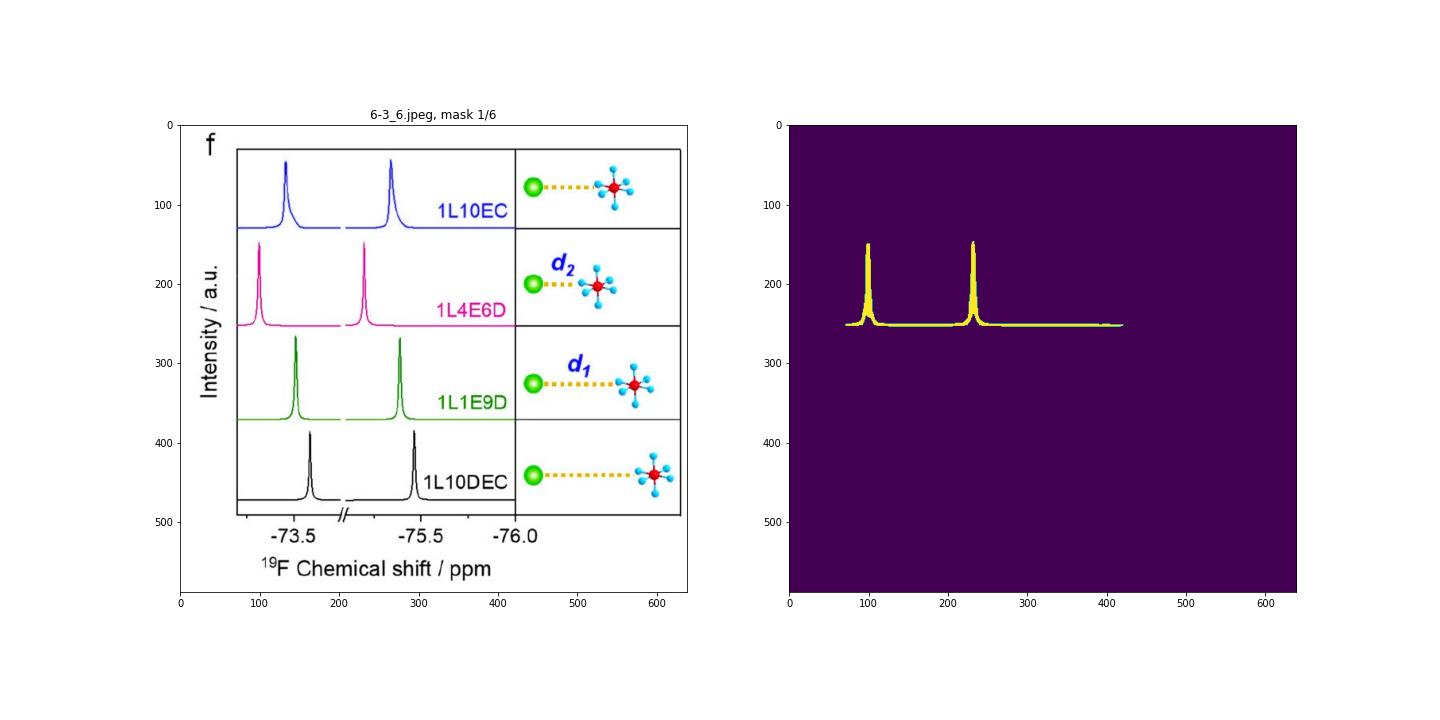 6-3_6.jpeg, mask 1/6
0
100
200
300
400
500
0 100 200 300 400 500 600
f
Intensity / a.u.
1L10EC
1L4E6D
1L1E9D
1L10DEC
d2
d1
-73.5 -75.5 -76.0
19F Chemical shift / ppm
0
100
200
300
400
500
0 100 200 300 400 500 600